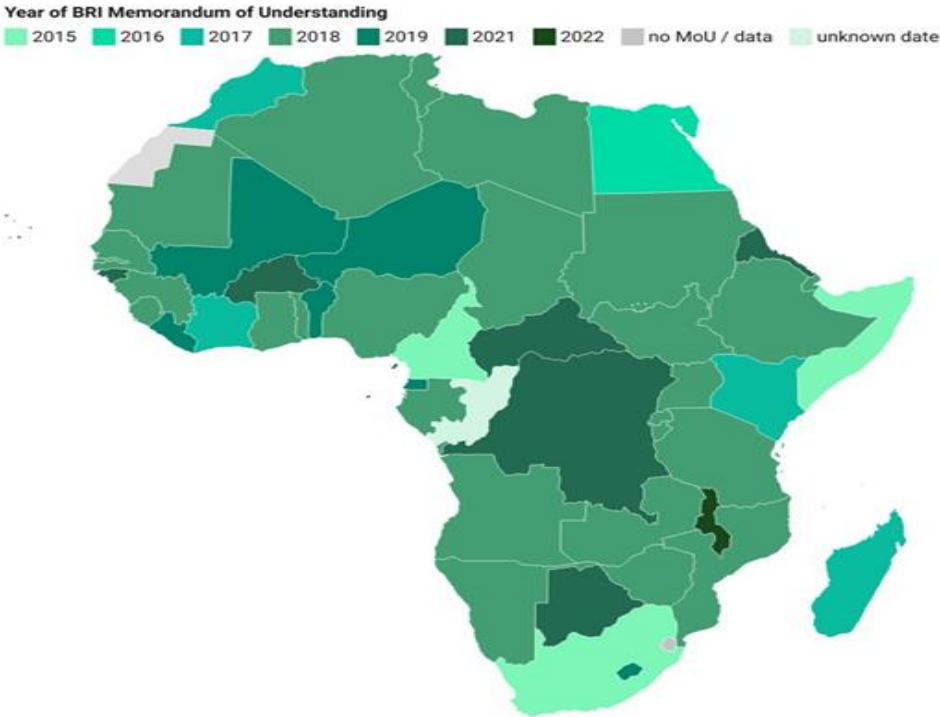 Year of BRI Memorandum of Understanding
2015 2016 2017 2018 2019 2021 2022 no MoU / data unknown date